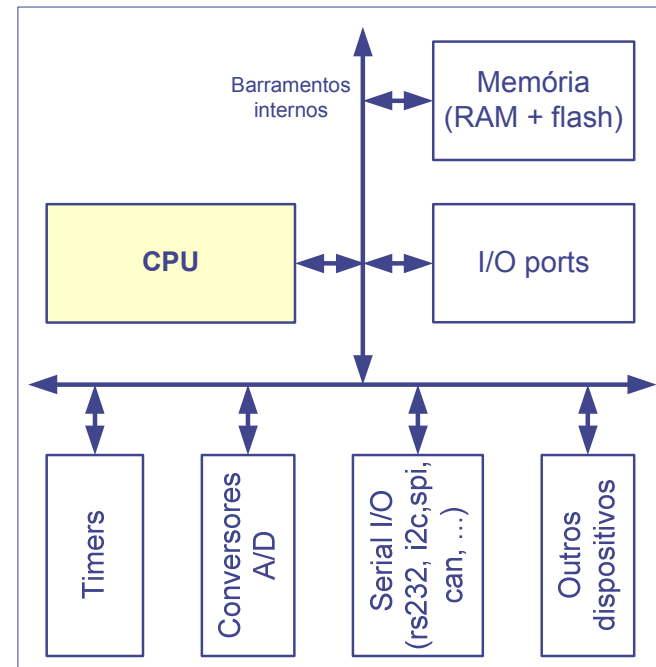 Barramentos
internos
Memória
(RAM + flash)
CPU
I/O ports
Timers
Conversores
A/D
Serial I/O
(rs232, i2c,spi,
can, ...)
Outros
dispositivos